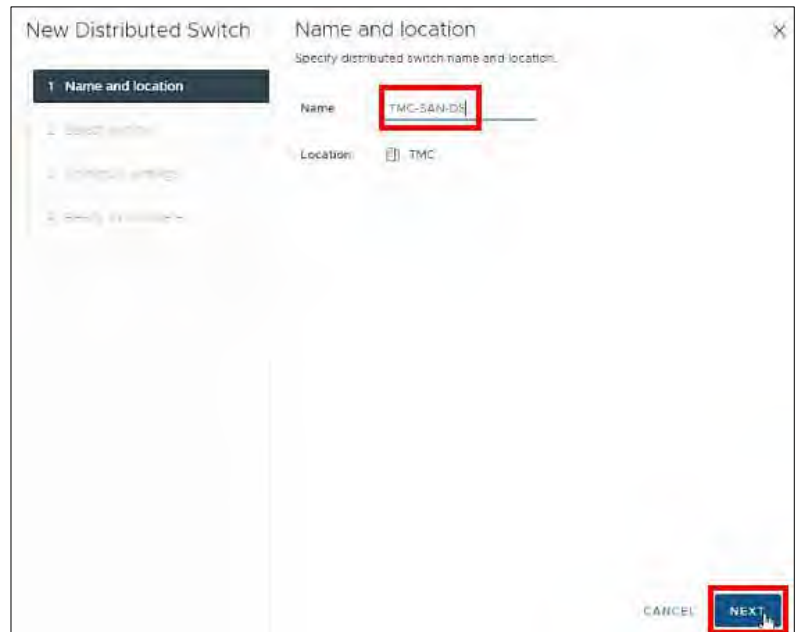 New Distributed Switch
1 Name and location
Name and location
Specify distributed switch name and location.
Name TMC-SAN-DS
Location TMC
CANCEL NEXT